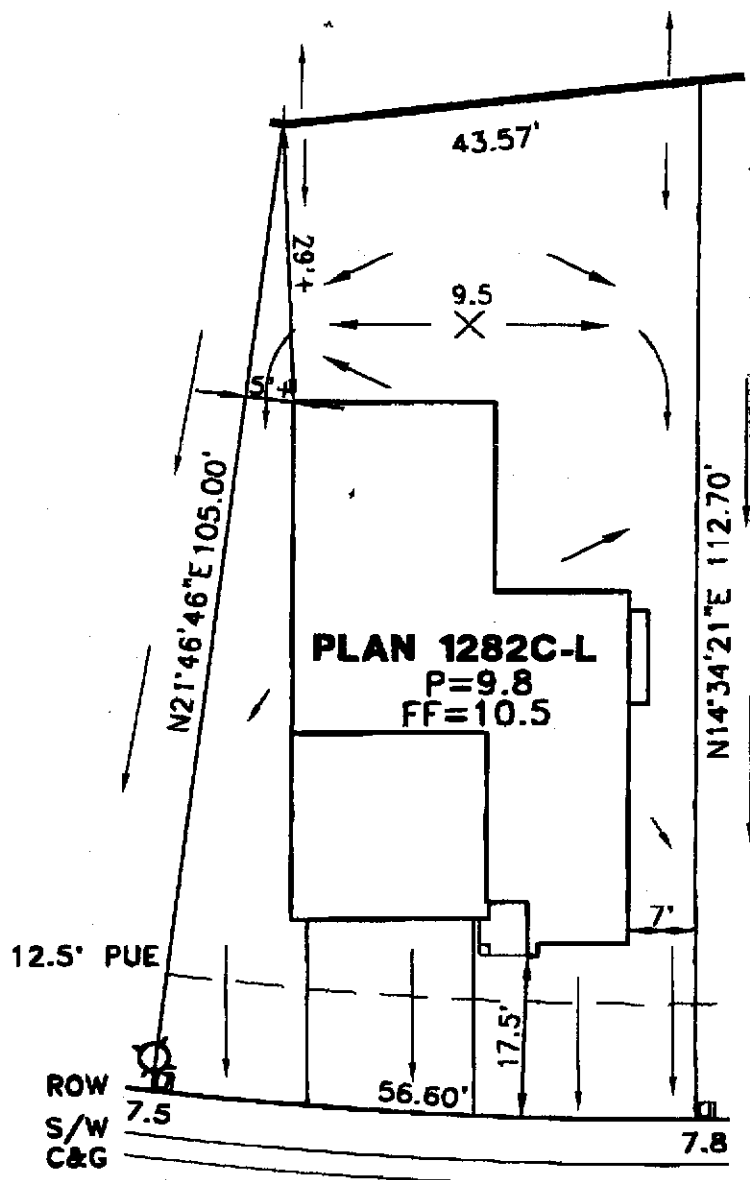 43.57'
29'±
9.5
5'±
N21°46'46"E 105.00'
N14°34'21"E 112.70'
PLAN 1282C-L
P=9.8
FF=10.5
7'
12.5' PUE
17.5'
ROW
56.60'
7.5
S/W
7.8
C&G